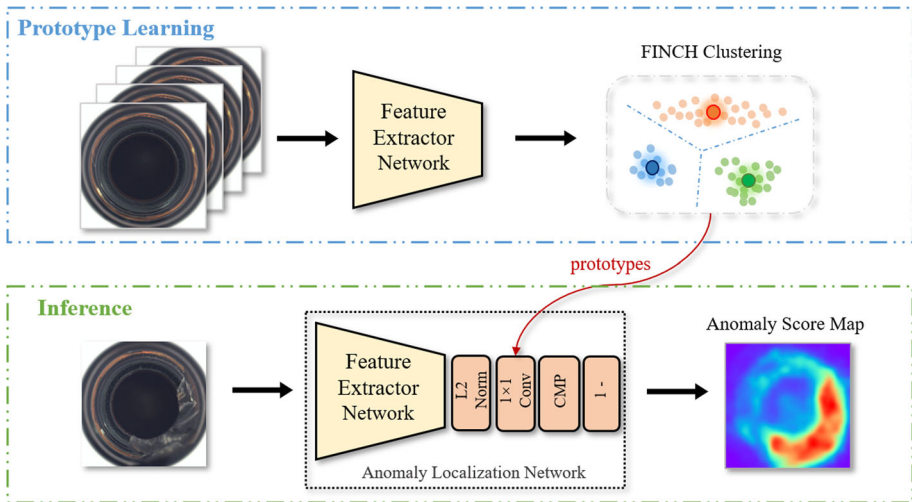 Prototype Learning
FINCH Clustering
Feature
Extractor
Network
prototypes
Inference
Feature
Extractor
Network
L2
Norm
1×1
Conv
CMP
1 -
Anomaly Localization Network
Anomaly Score Map